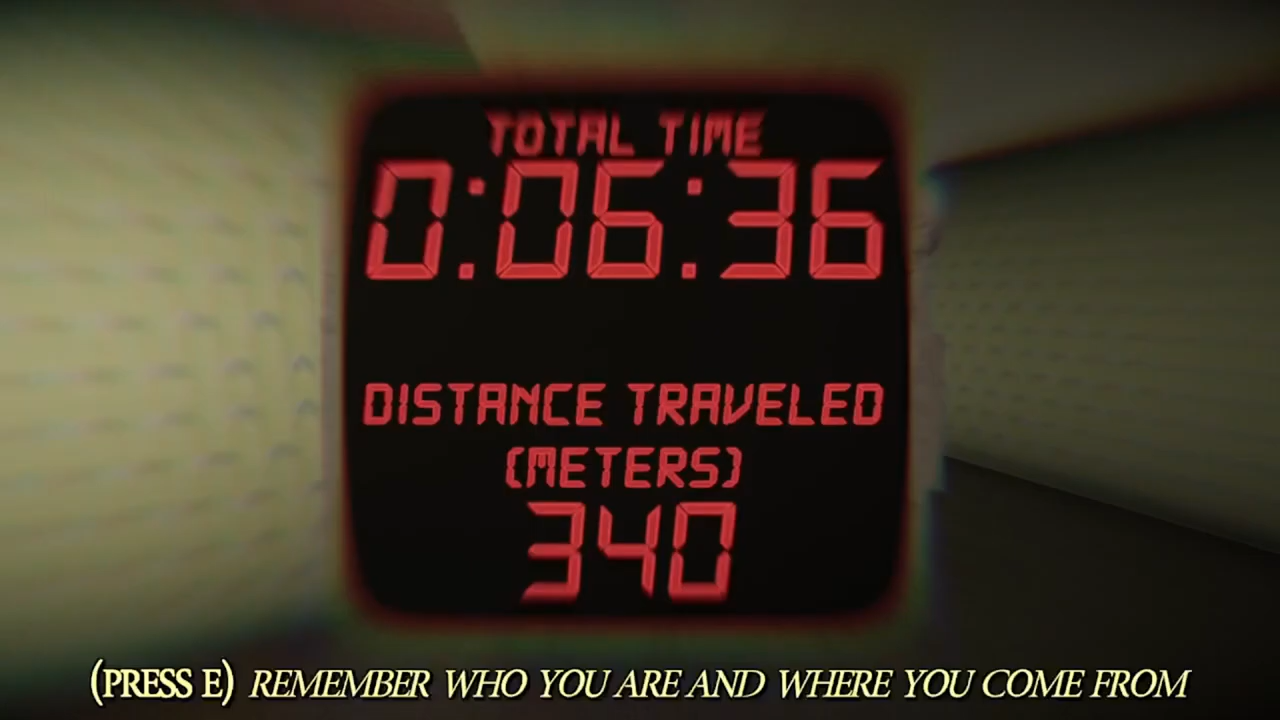 TOTAL TIME
0:06:36
DISTANCE TRAVELED
(METERS)
340
(PRESS E) REMEMBER WHO YOU ARE AND WHERE YOU COME FROM